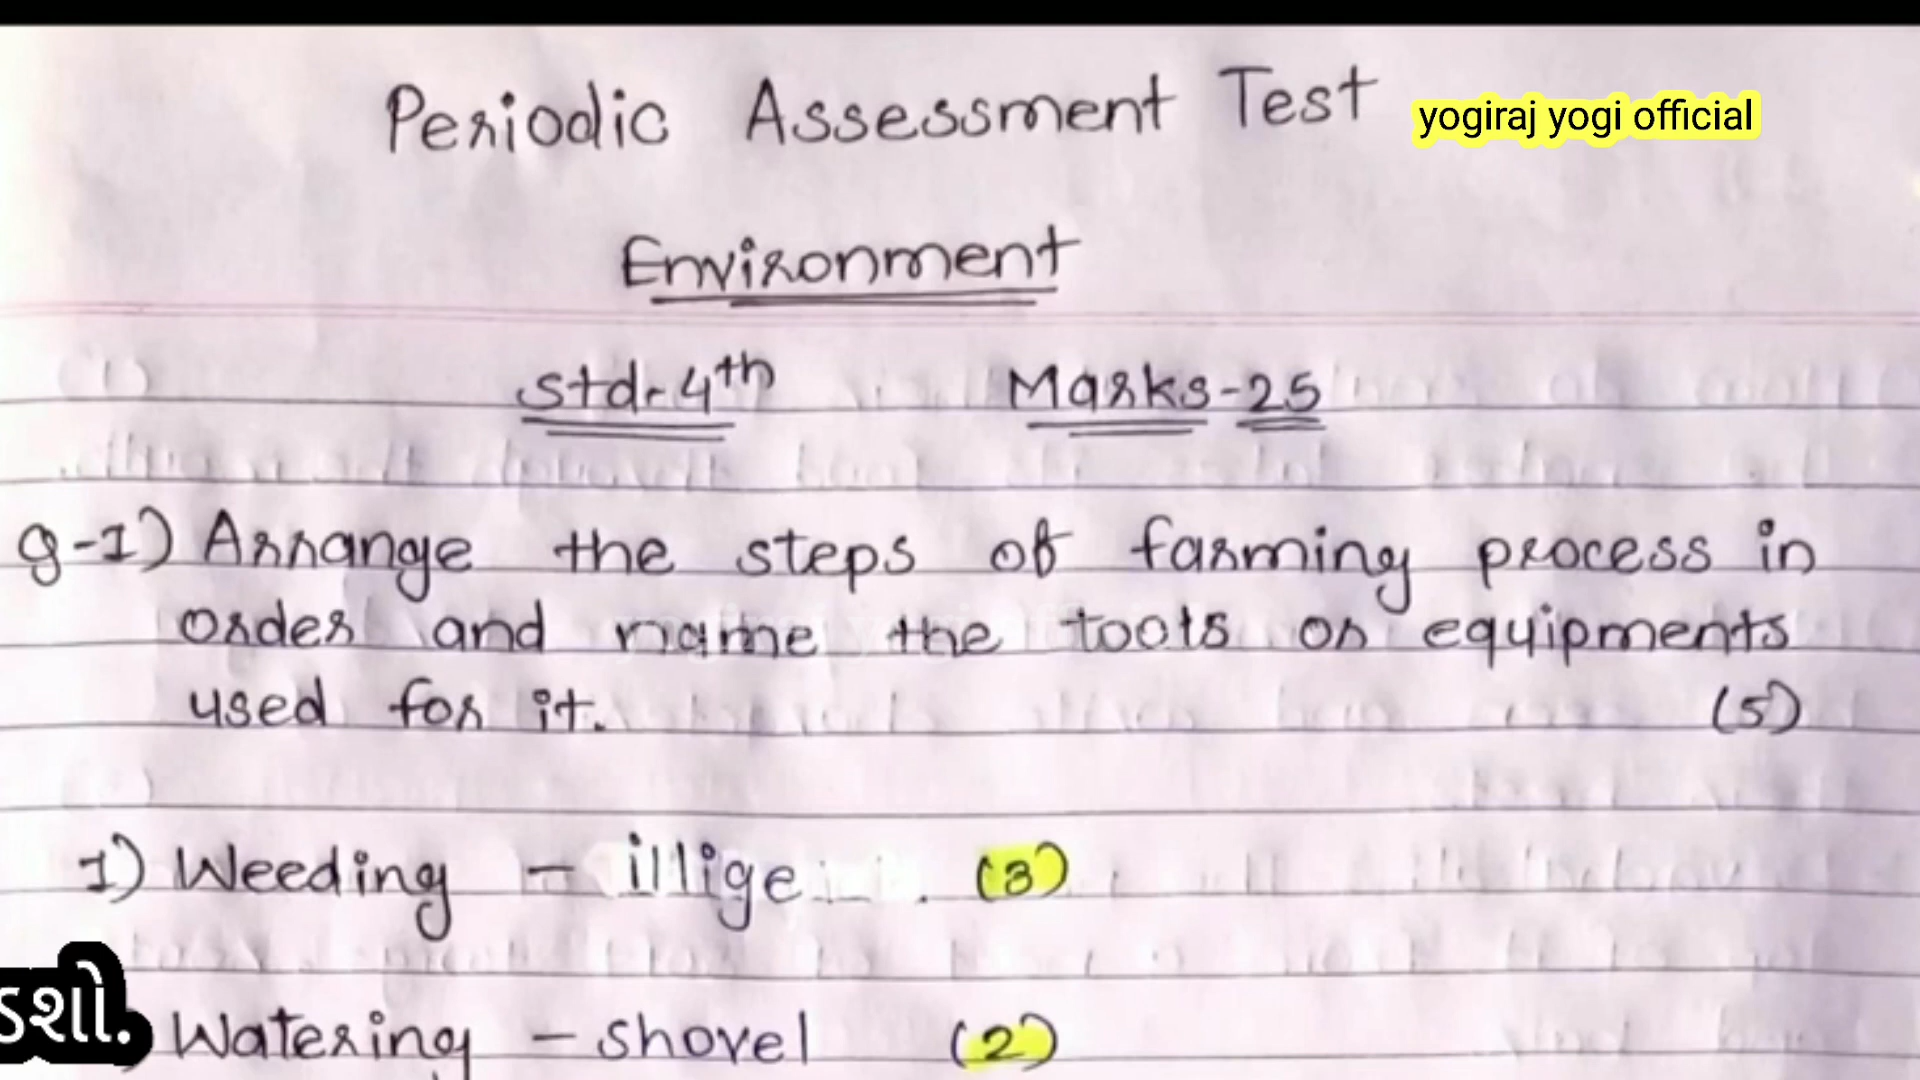 Periodic Assessment Test
yogiraj yogi official
Environment
Std-4th Marks-25
g-1) Arrange the steps of farming process in
order and name the tools or equipments
used for it. (5)
1) Weeding - illige (3)
ડશો.
) Watering - shovel (2)